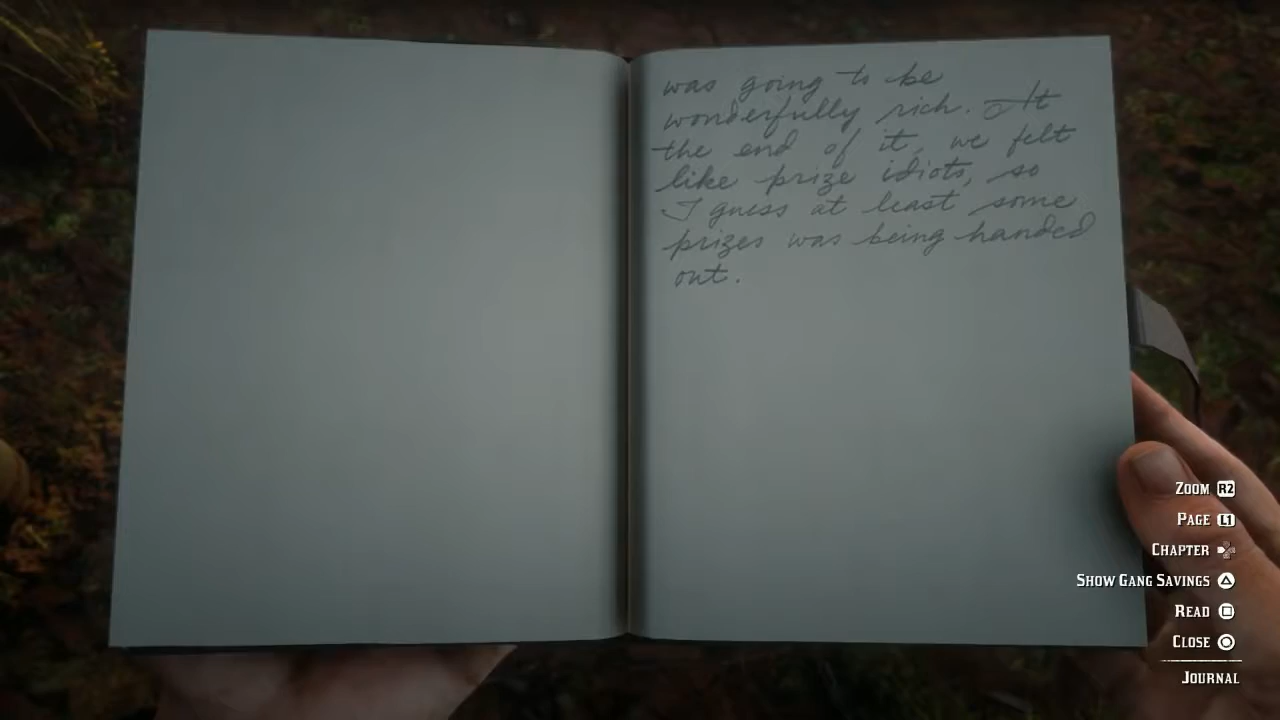 was going to be
wonderfully rich. At
the end of it, we felt
like prize idiots, so
I guess at least some
prizes was being handed
out.
ZOOM R2
PAGE L1
CHAPTER
SHOW GANG SAVINGS
READ
CLOSE
JOURNAL